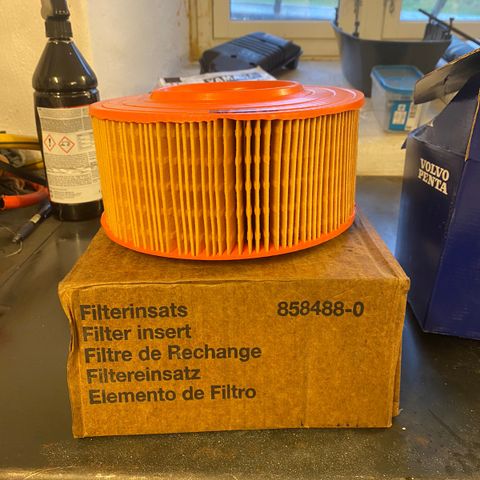 Filterinsats 858488-0
Filter insert
Filtre de Rechange
Filtereinsatz
Elemento de Filtro
VOLVO
PENTA